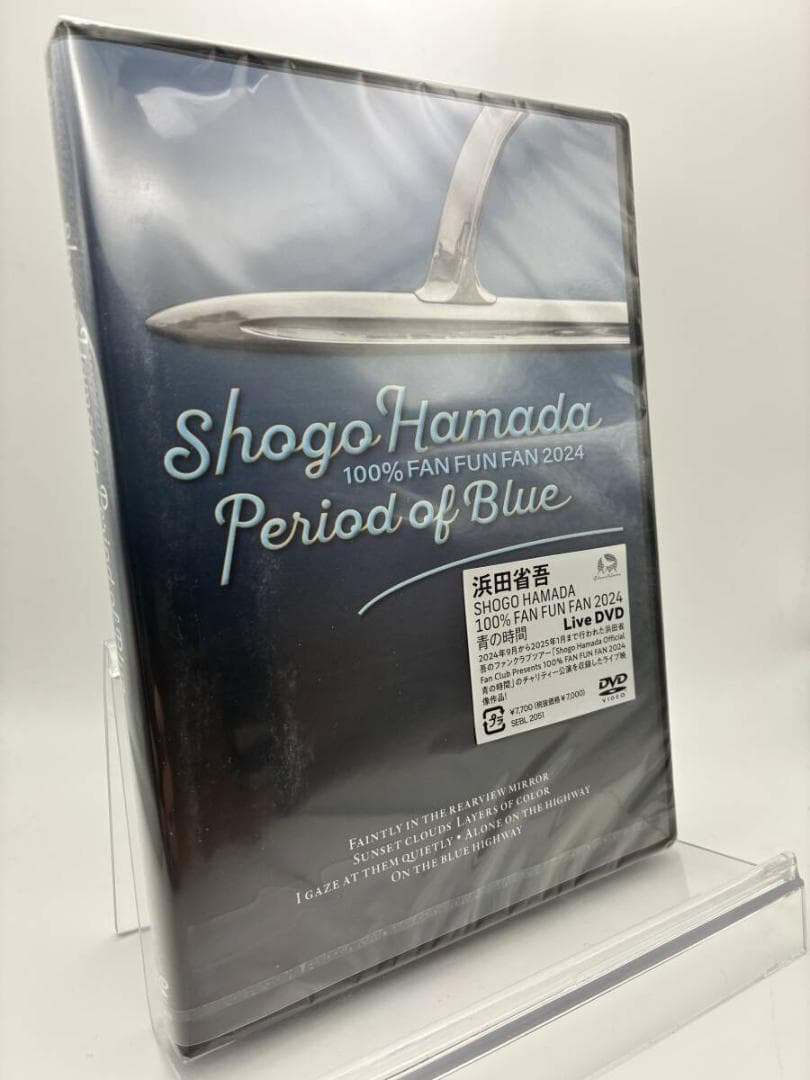 Shogo Hamada
100% FAN FUN FAN 2024
Period of Blue
浜田省吾
SHOGO HAMADA
100% FAN FUN FAN 2024
青の時間
Live DVD
2024年9月から2025年1月まで行われた浜田省
吾のファンクラブツアー「Shogo Hamada Official
Fan Club Presents 100% FAN FUN FAN 2024
青の時間」のチャリティー公演を収録したライブ映
像作品!
¥7,700(税抜価格¥7,000)
SEBL 2051
プラ
DVD
VIDEO
FAINTLY IN THE REARVIEW MIRROR
SUNSET CLOUDS LAYERS OF COLOR
I GAZE AT THEM QUIETLY • ALONE ON THE HIGHWAY
ON THE BLUE HIGHWAY